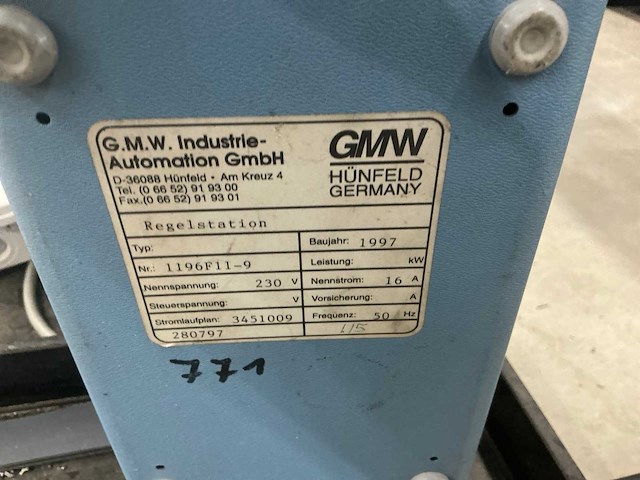 G.M.W. Industrie-
Automation GmbH
D-36088 Hünfeld • Am Kreuz 4
Tel. (0 66 52) 91 93 00
Fax. (0 66 52) 91 93 01
GMW
HÜNFELD
GERMANY
Regelstation
Typ:
Baujahr: 1997
Nr.: 1196F11-9
Leistung: kW
Nennspannung: 230 V
Nennstrom: 16 A
Steuerspannung: V
Vorsicherung: A
Stromlaufplan: 3451009
Frequenz: 50 Hz
280797
771